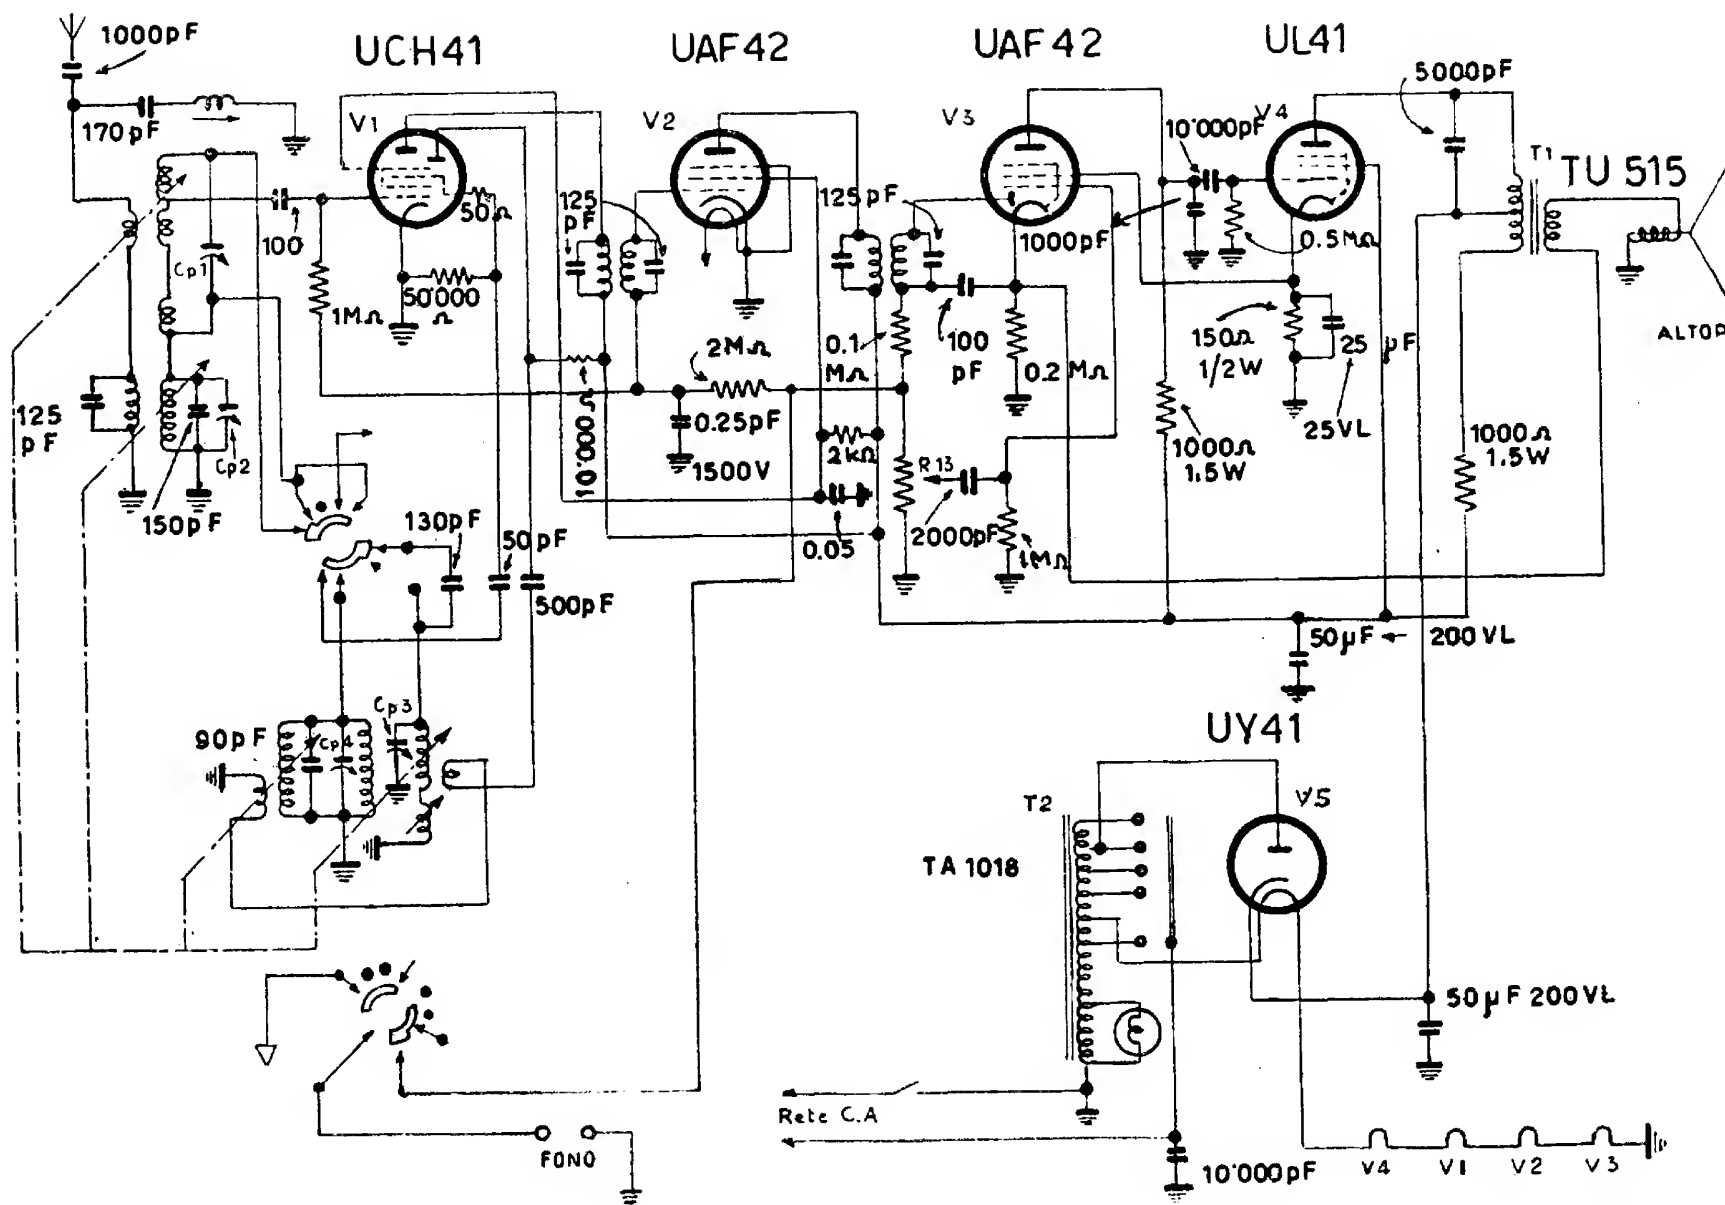 1000pF
UCH41
UAF42
UAF42
UL41
5000pF
170pF
V1
V2
V3
10'000pF
V4
T1
TU 515
50Ω
125
pF
125pF
100
1000pF
0.5MΩ
Cp1
50'000
Ω
1MΩ
2MΩ
0.1
MΩ
100
pF
0.2MΩ
150Ω
1/2W
25
µF
25VL
ALTOP
125
pF
Cp2
150pF
10'000Ω
0.25pF
1500V
2kΩ
R13
1000Ω
1.5W
1000Ω
1.5W
130pF
50pF
0.05
2000pF
1MΩ
500pF
50µF
200VL
90pF
Cp4
Cp3
UY41
T2
V5
TA 1018
50µF 200VL
Rete C.A
FONO
10'000pF
V4
V1
V2
V3